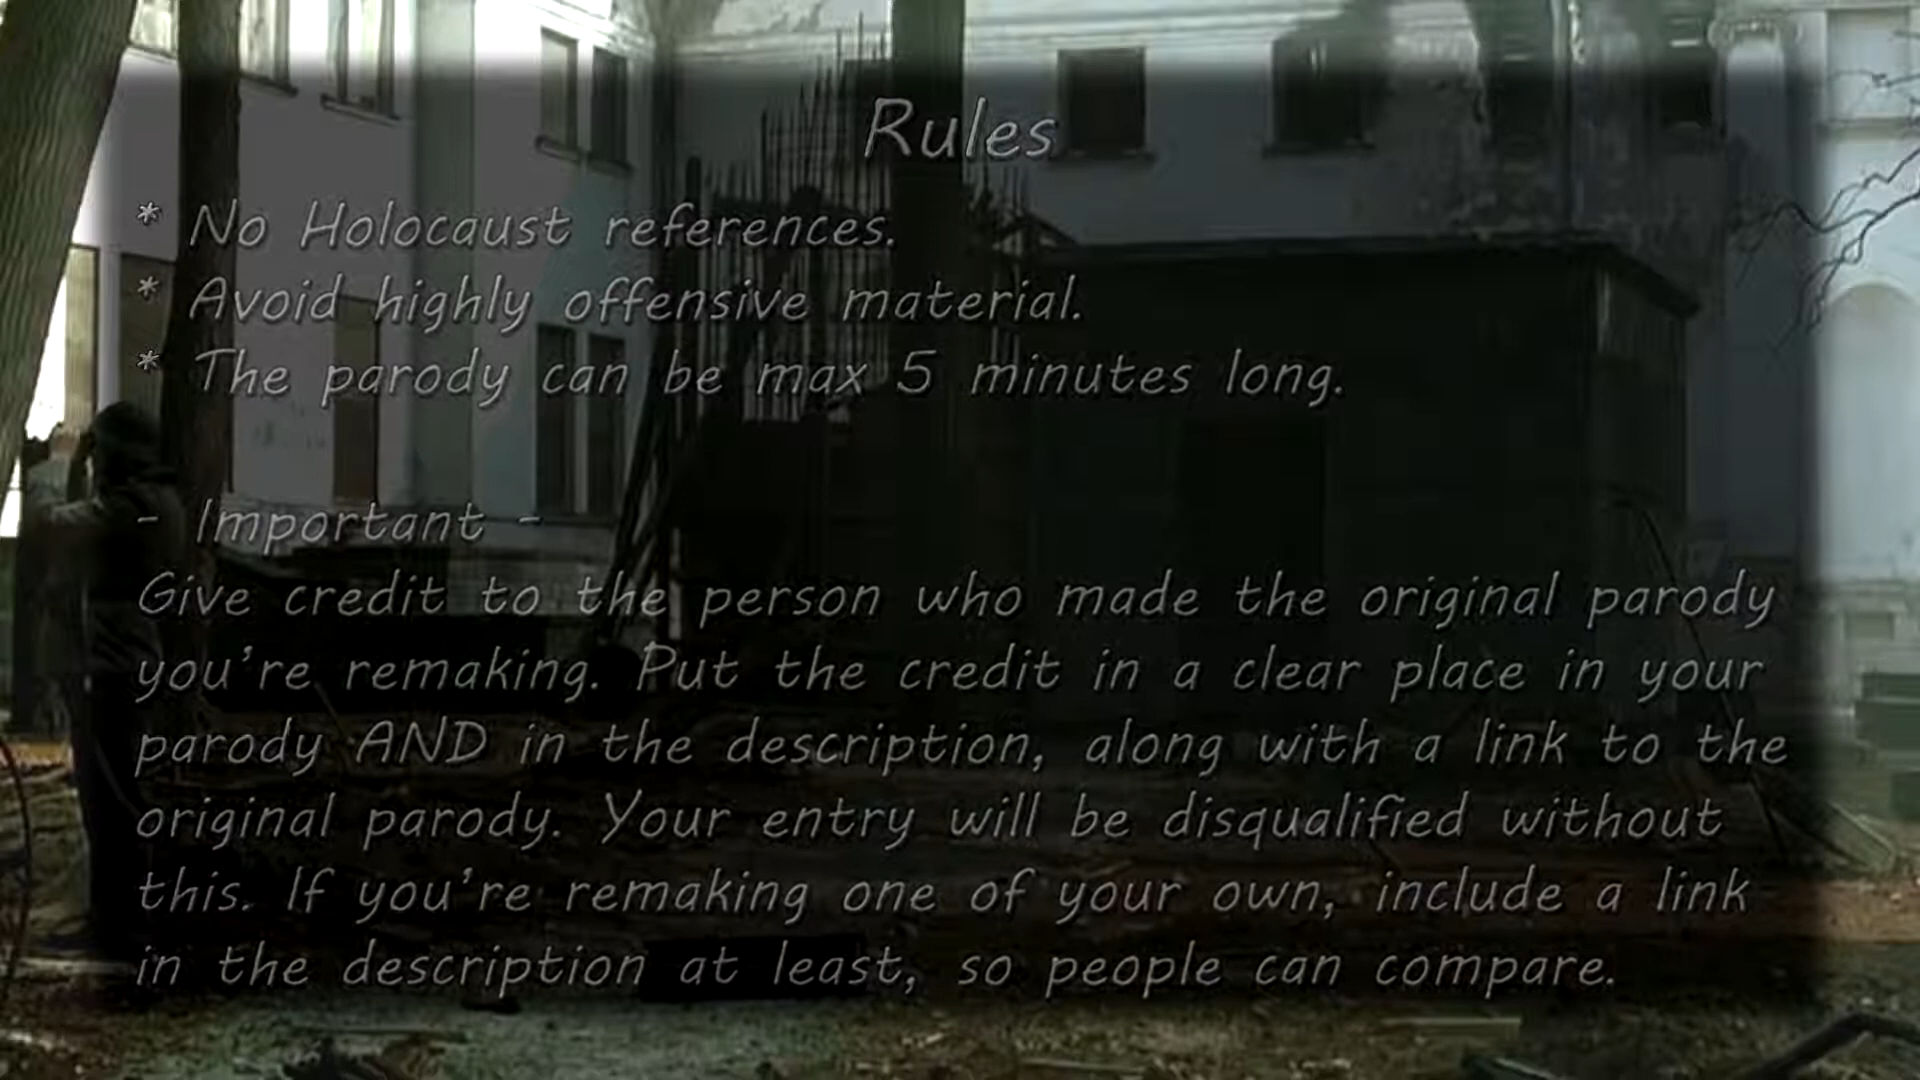 Rules
* No Holocaust references.
* Avoid highly offensive material.
* The parody can be max 5 minutes long.
- Important -
Give credit to the person who made the original parody
you’re remaking. Put the credit in a clear place in your
parody AND in the description, along with a link to the
original parody. Your entry will be disqualified without
this. If you’re remaking one of your own, include a link
in the description at least, so people can compare.